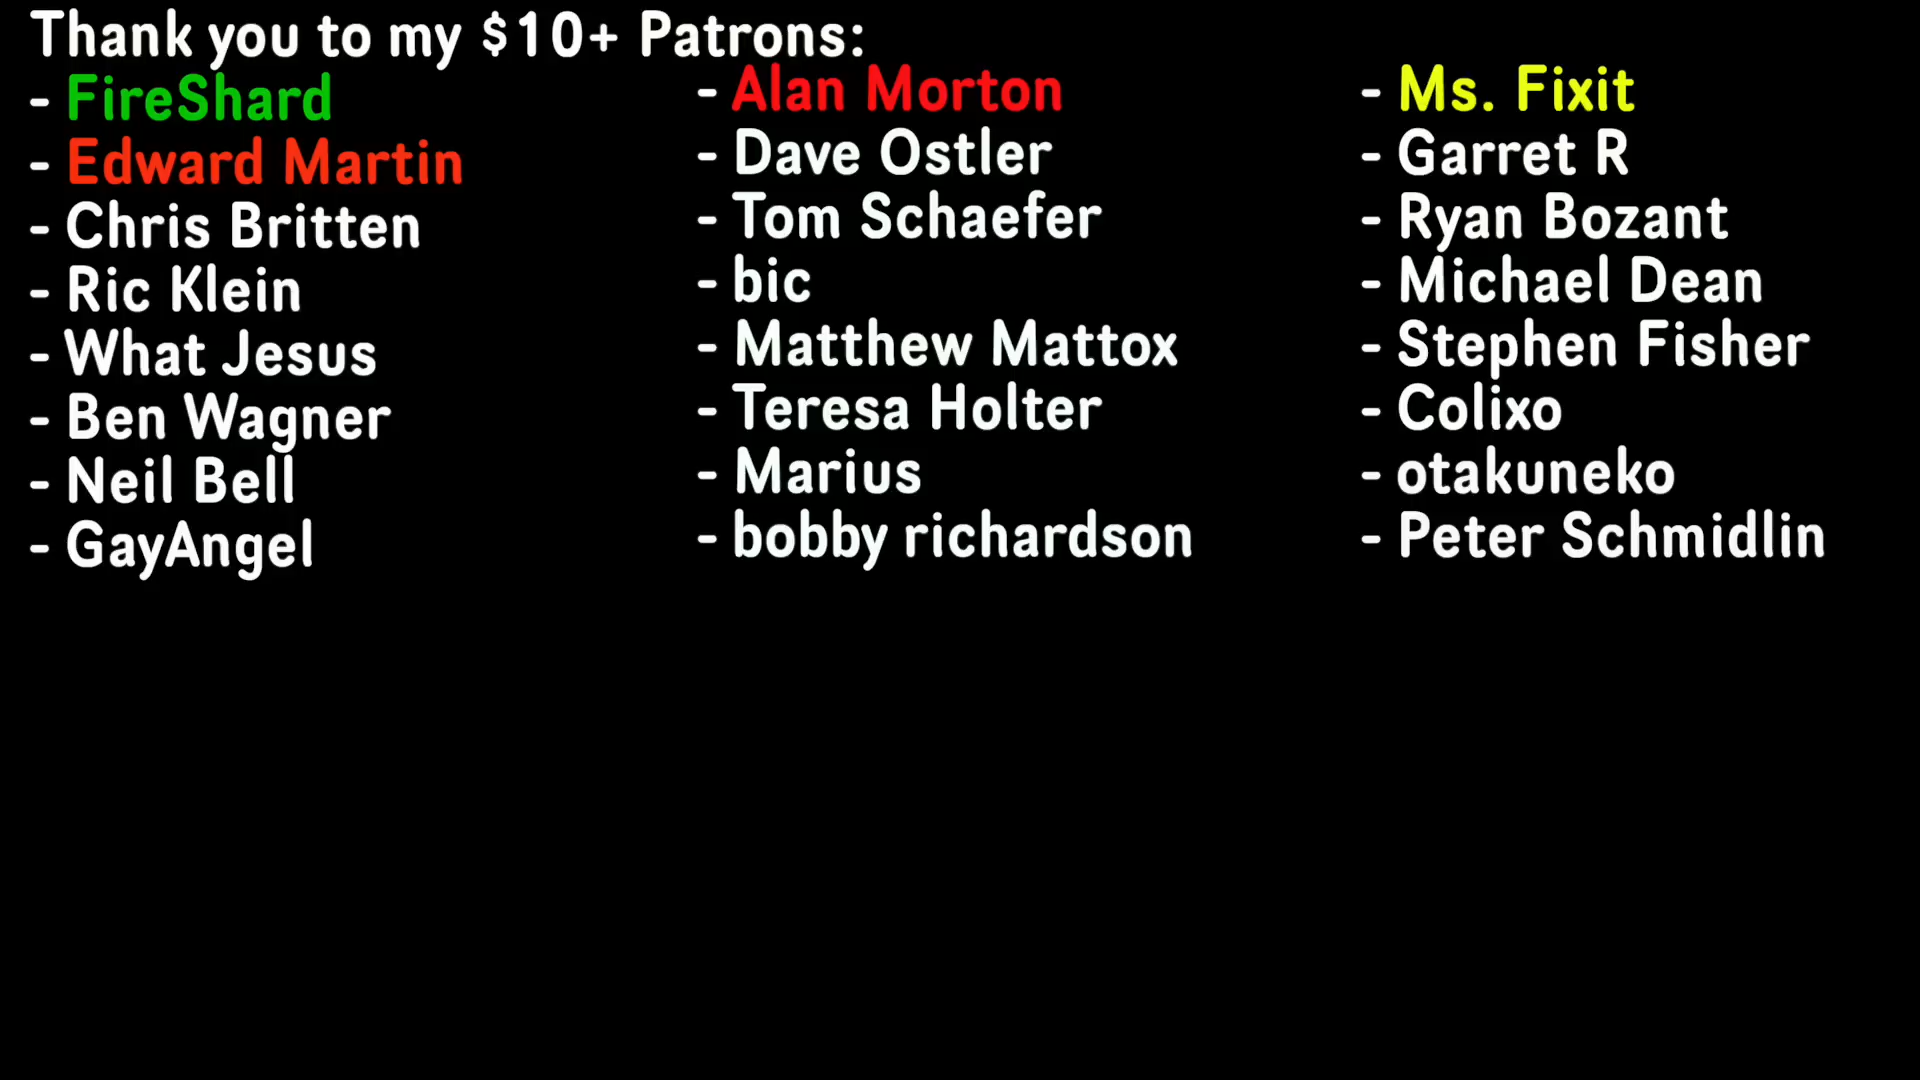 Thank you to my $10+ Patrons:
- FireShard
- Edward Martin
- Chris Britten
- Ric Klein
- What Jesus
- Ben Wagner
- Neil Bell
- GayAngel
- Alan Morton
- Dave Ostler
- Tom Schaefer
- bic
- Matthew Mattox
- Teresa Holter
- Marius
- bobby richardson
- Ms. Fixit
- Garret R
- Ryan Bozant
- Michael Dean
- Stephen Fisher
- Colixo
- otakuneko
- Peter Schmidlin